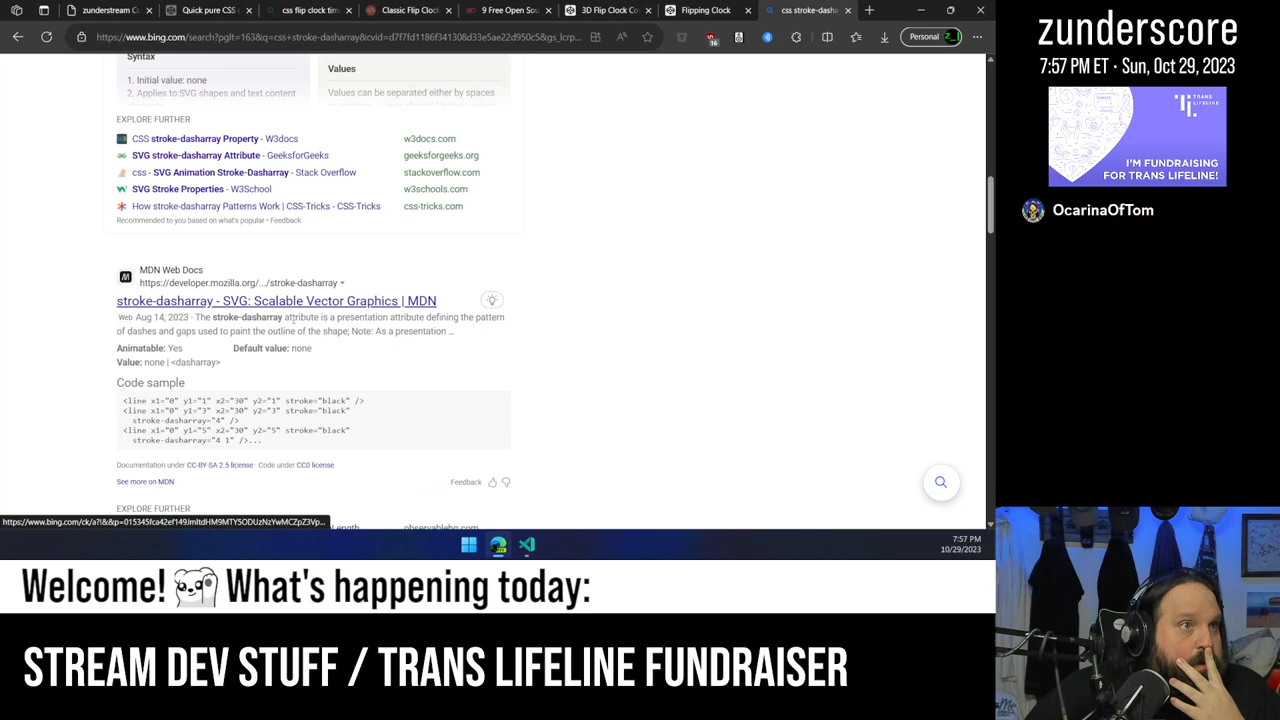 zunderstream Co
Quick pure CSS c
css flip clock time
Classic Flip Clock
9 Free Open Sou
3D Flip Clock Co
Flipping Clock
css stroke-dasha
https://www.bing.com/search?pglt=163&q=css+stroke-dasharray&cvid=d7f7fd1186f341308d33e5ae22d950c5&gs_lcrp...
16
Personal
Syntax
1. Initial value: none
2. Applies to:SVG shapes and text content
Values
Values can be separated either by spaces
EXPLORE FURTHER
CSS stroke-dasharray Property - W3docs w3docs.com
SVG stroke-dasharray Attribute - GeeksforGeeks geeksforgeeks.org
css - SVG Animation Stroke-Dasharray - Stack Overflow stackoverflow.com
SVG Stroke Properties - W3School w3schools.com
How stroke-dasharray Patterns Work | CSS-Tricks - CSS-Tricks css-tricks.com
Recommended to you based on what's popular • Feedback
MDN Web Docs
https://developer.mozilla.org/.../stroke-dasharray
stroke-dasharray - SVG: Scalable Vector Graphics | MDN
Web Aug 14, 2023 · The stroke-dasharray attribute is a presentation attribute defining the pattern
of dashes and gaps used to paint the outline of the shape; Note: As a presentation ...
Animatable: Yes Default value: none
Value: none | <dasharray>
Code sample
<line x1="0" y1="1" x2="30" y2="1" stroke="black" />
<line x1="0" y1="3" x2="30" y2="3" stroke="black"
stroke-dasharray="4" />
<line x1="0" y1="5" x2="30" y2="5" stroke="black"
stroke-dasharray="4 1" />...
Documentation under CC-BY-SA 2.5 license · Code under CC0 license
See more on MDN
Feedback
EXPLORE FURTHER
Length observablehq.com
7:57 PM
10/29/2023
zunderscore
7:57 PM ET · Sun, Oct 29, 2023
TRANS
LIFELINE
I'M FUNDRAISING
FOR TRANS LIFELINE!
OcarinaOfTom
Welcome! What's happening today:
STREAM DEV STUFF / TRANS LIFELINE FUNDRAISER